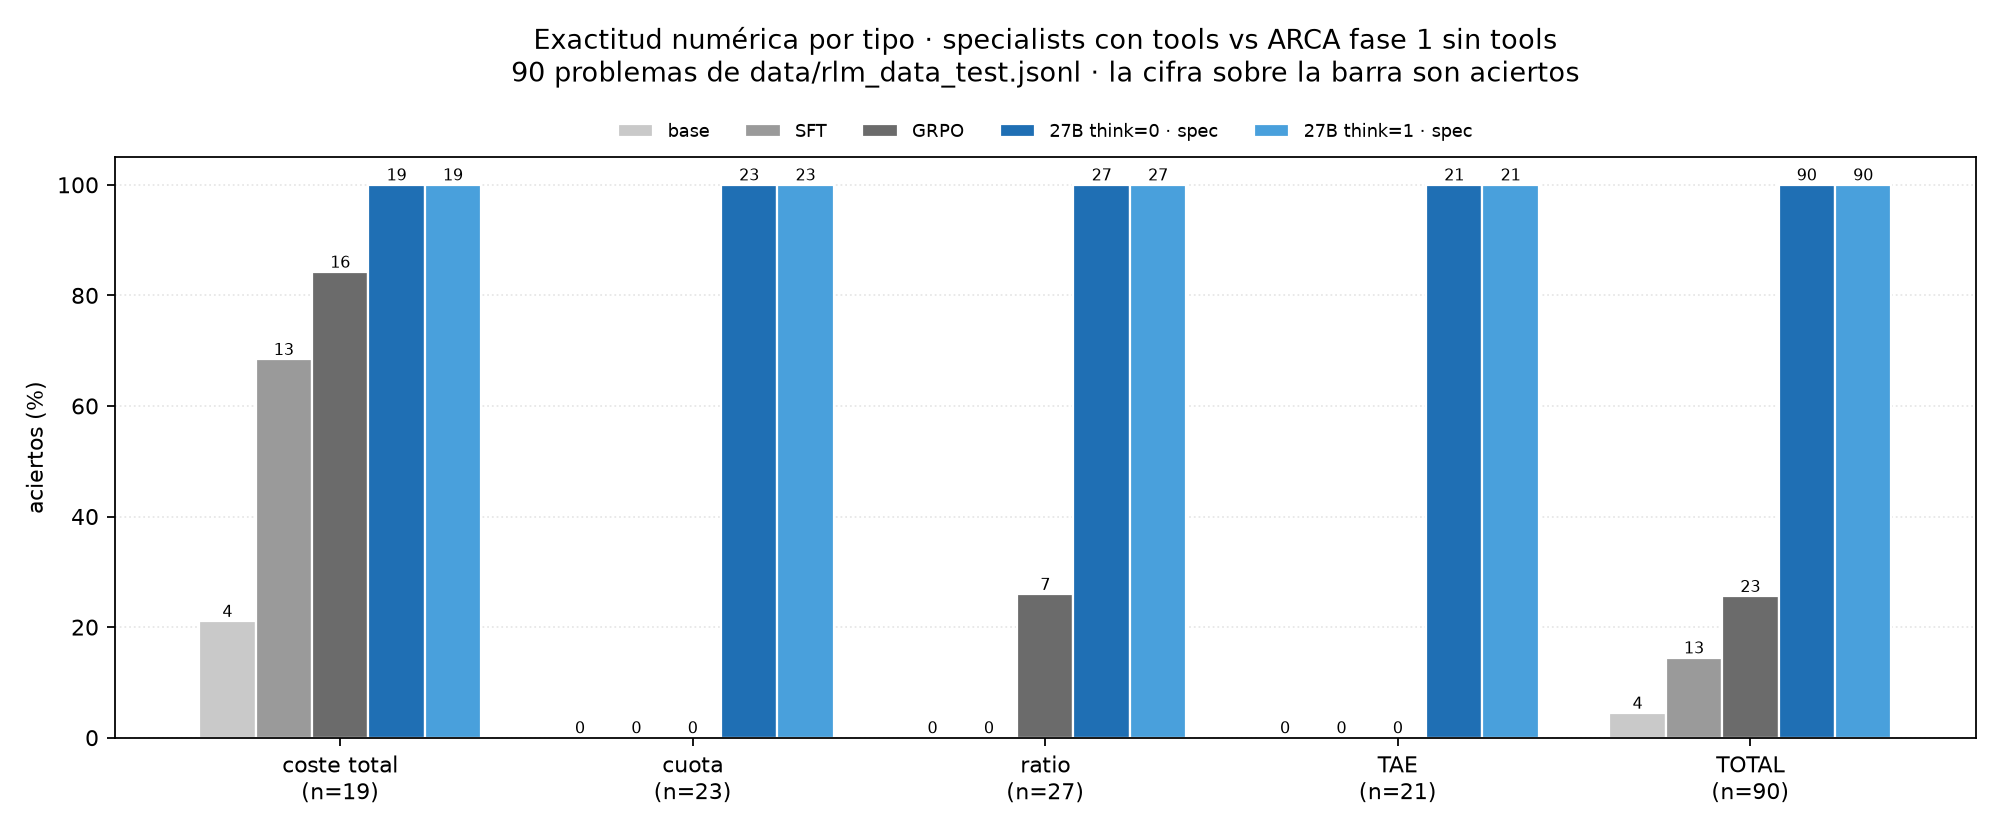 Exactitud numérica por tipo · specialists con tools vs ARCA fase 1 sin tools
90 problemas de data/rlm_data_test.jsonl · la cifra sobre la barra son aciertos
base SFT GRPO 27B think=0 · spec 27B think=1 · spec
aciertos (%)
100
80
60
40
20
0
4 13 16 19 19
0 0 0 23 23
0 0 7 27 27
0 0 0 21 21
4 13 23 90 90
coste total
(n=19)
cuota
(n=23)
ratio
(n=27)
TAE
(n=21)
TOTAL
(n=90)